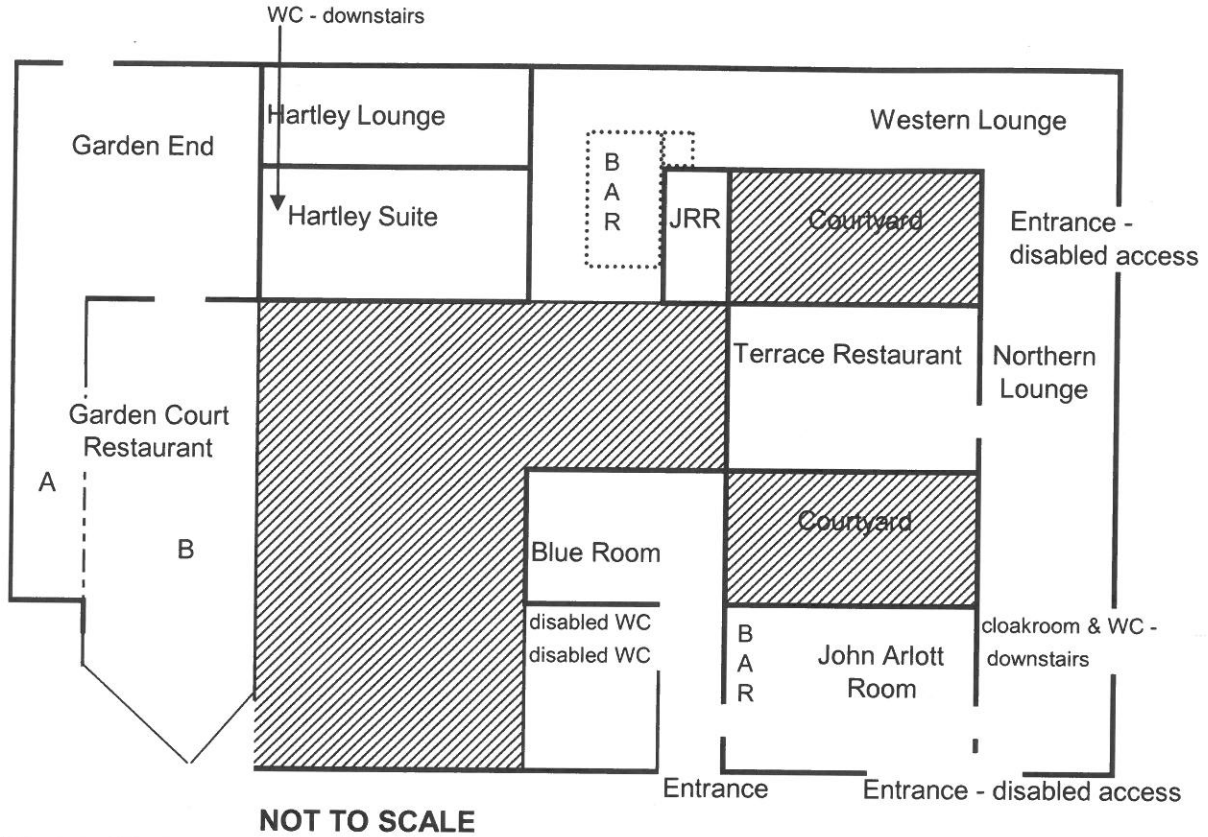 WC - downstairs
Hartley Lounge
Western Lounge
Garden End
B
A
R
Hartley Suite
JRR
Courtyard
Entrance -
disabled access
Terrace Restaurant
Northern
Lounge
Garden Court
Restaurant
A
B
Courtyard
Blue Room
disabled WC
disabled WC
B
A
R
John Arlott
Room
cloakroom & WC -
downstairs
Entrance
Entrance - disabled access
NOT TO SCALE